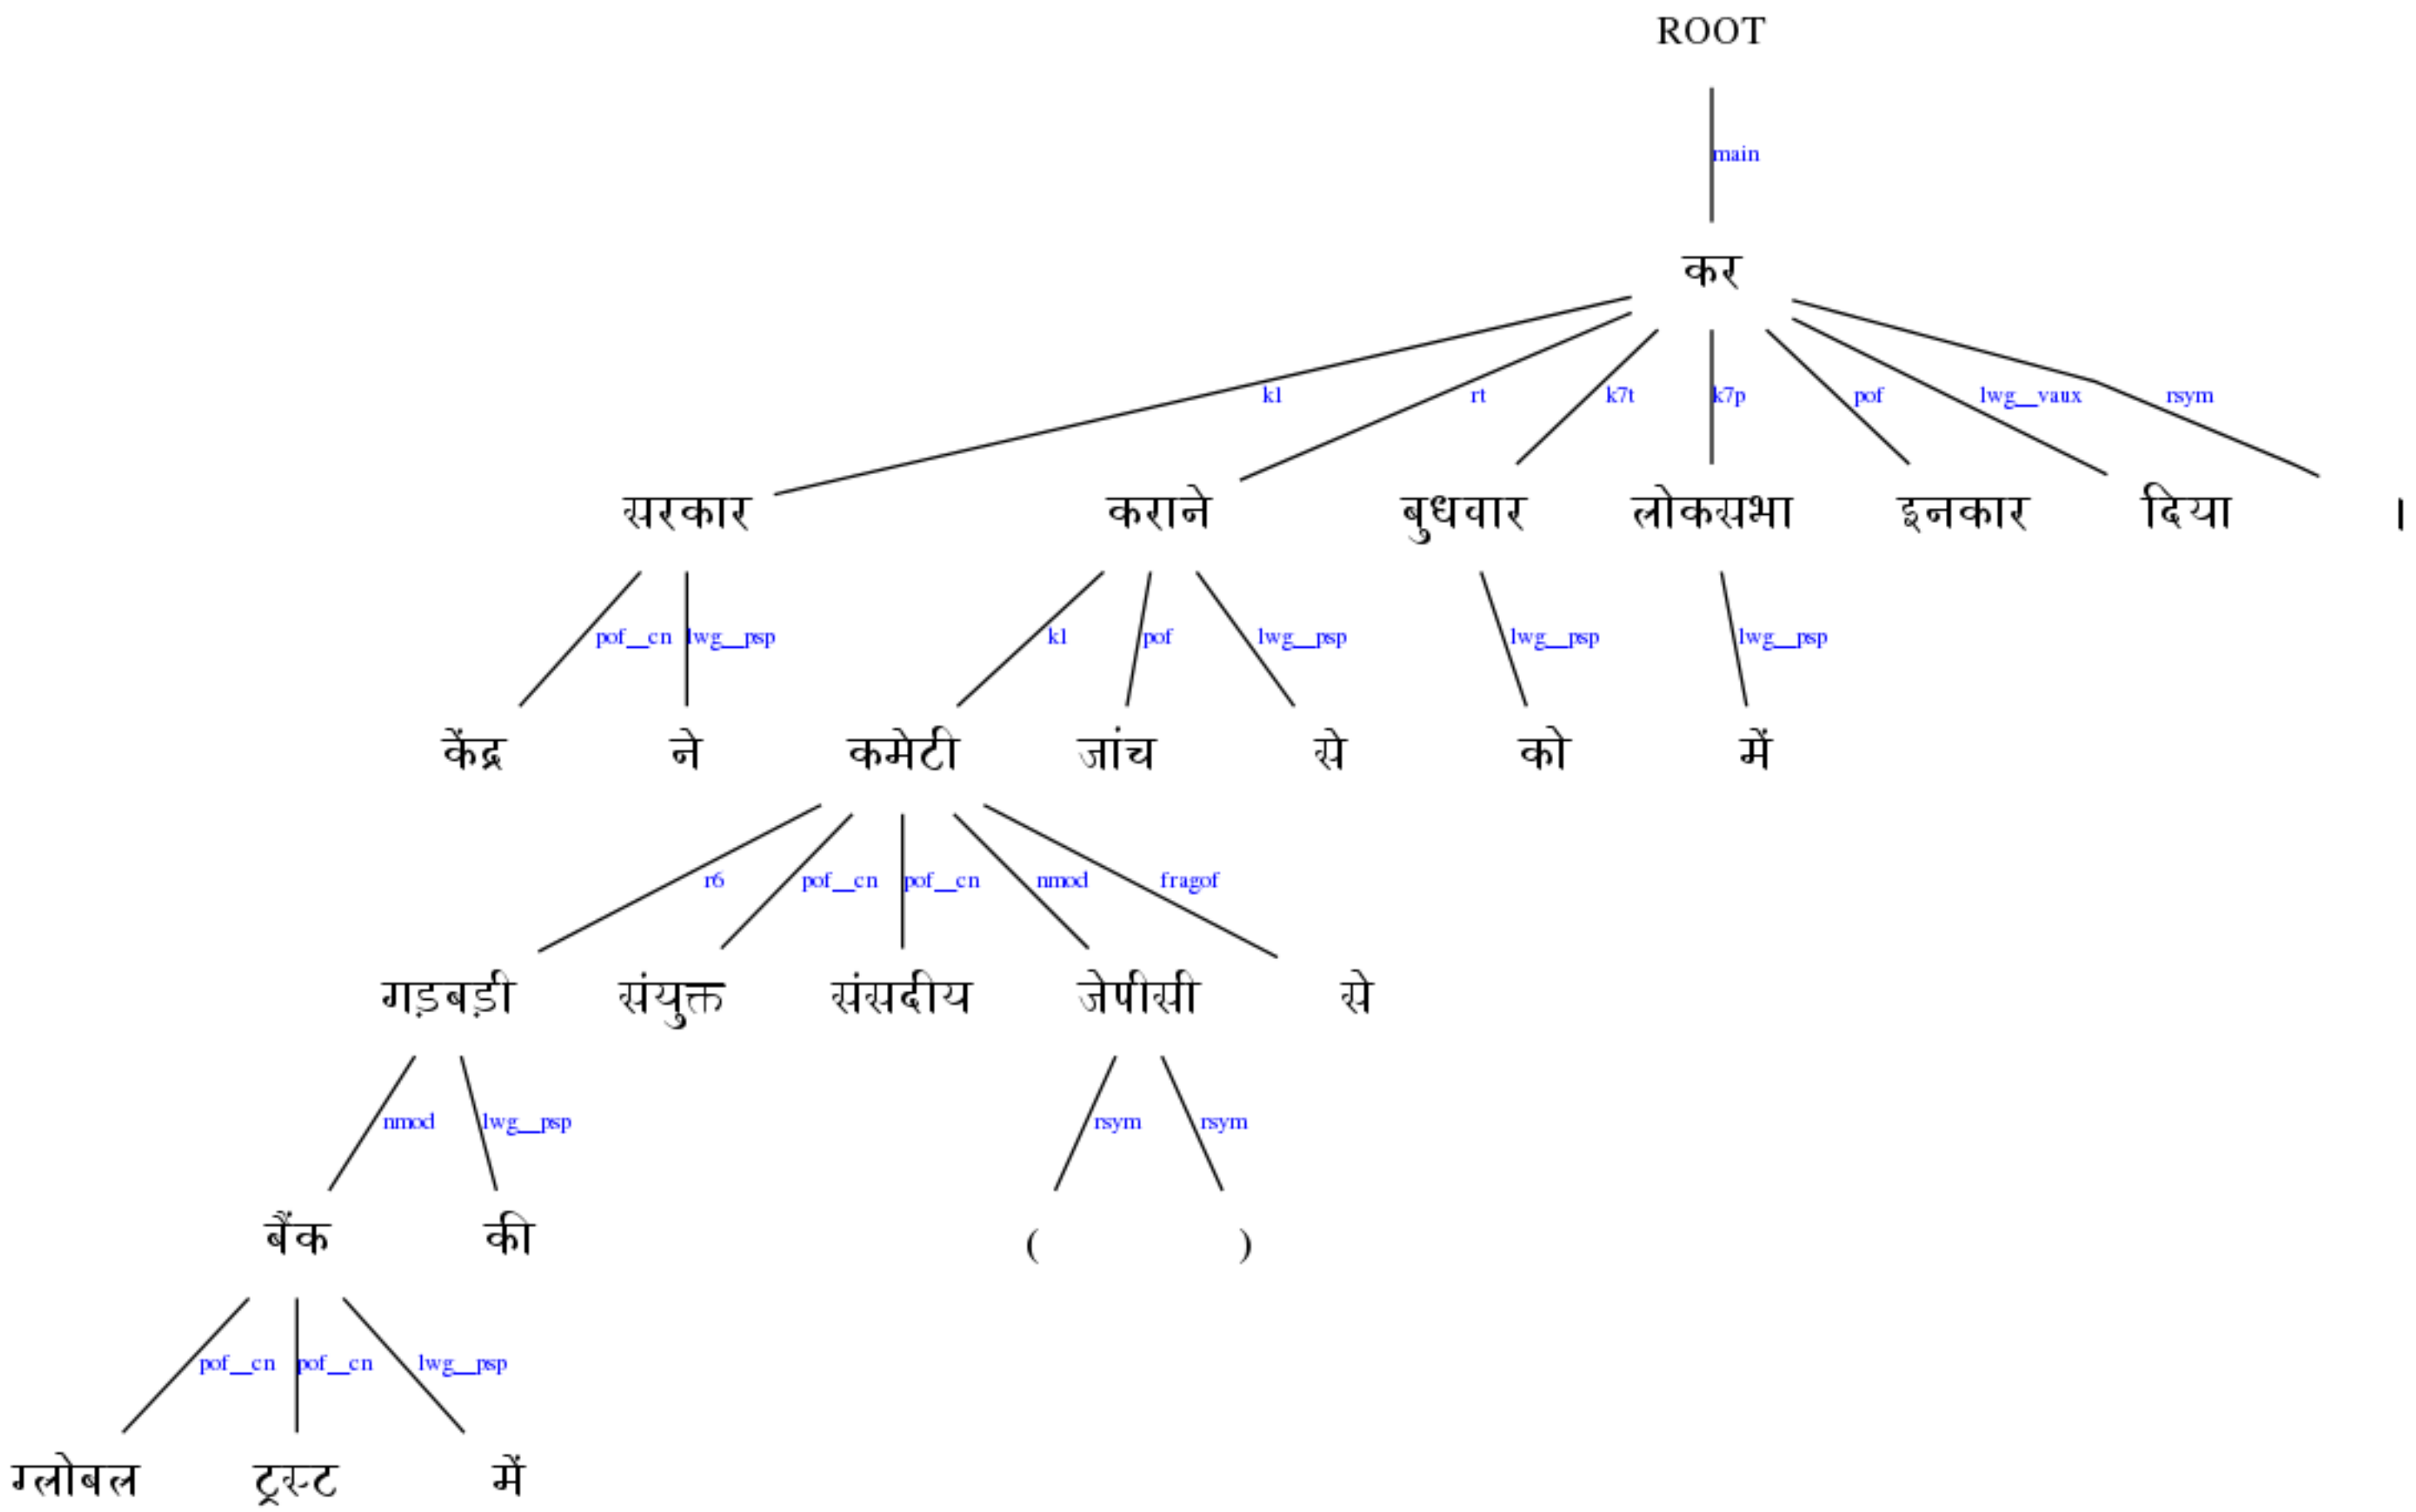 ROOT
main
कर
k1 rt k7t k7p pof lwg__vaux rsym
सरकार कराने बुधवार लोकसभा इनकार दिया ।
pof__cn lwg__psp k1 pof lwg__psp lwg__psp lwg__psp
केंद्र ने कमेटी जांच से को में
r6 pof__cn pof__cn nmod fragof
गड़बड़ी संयुक्त संसदीय जेपीसी से
nmod lwg__psp rsym rsym
बैंक की ( )
pof__cn pof__cn lwg__psp
ग्लोबल ट्रस्ट में